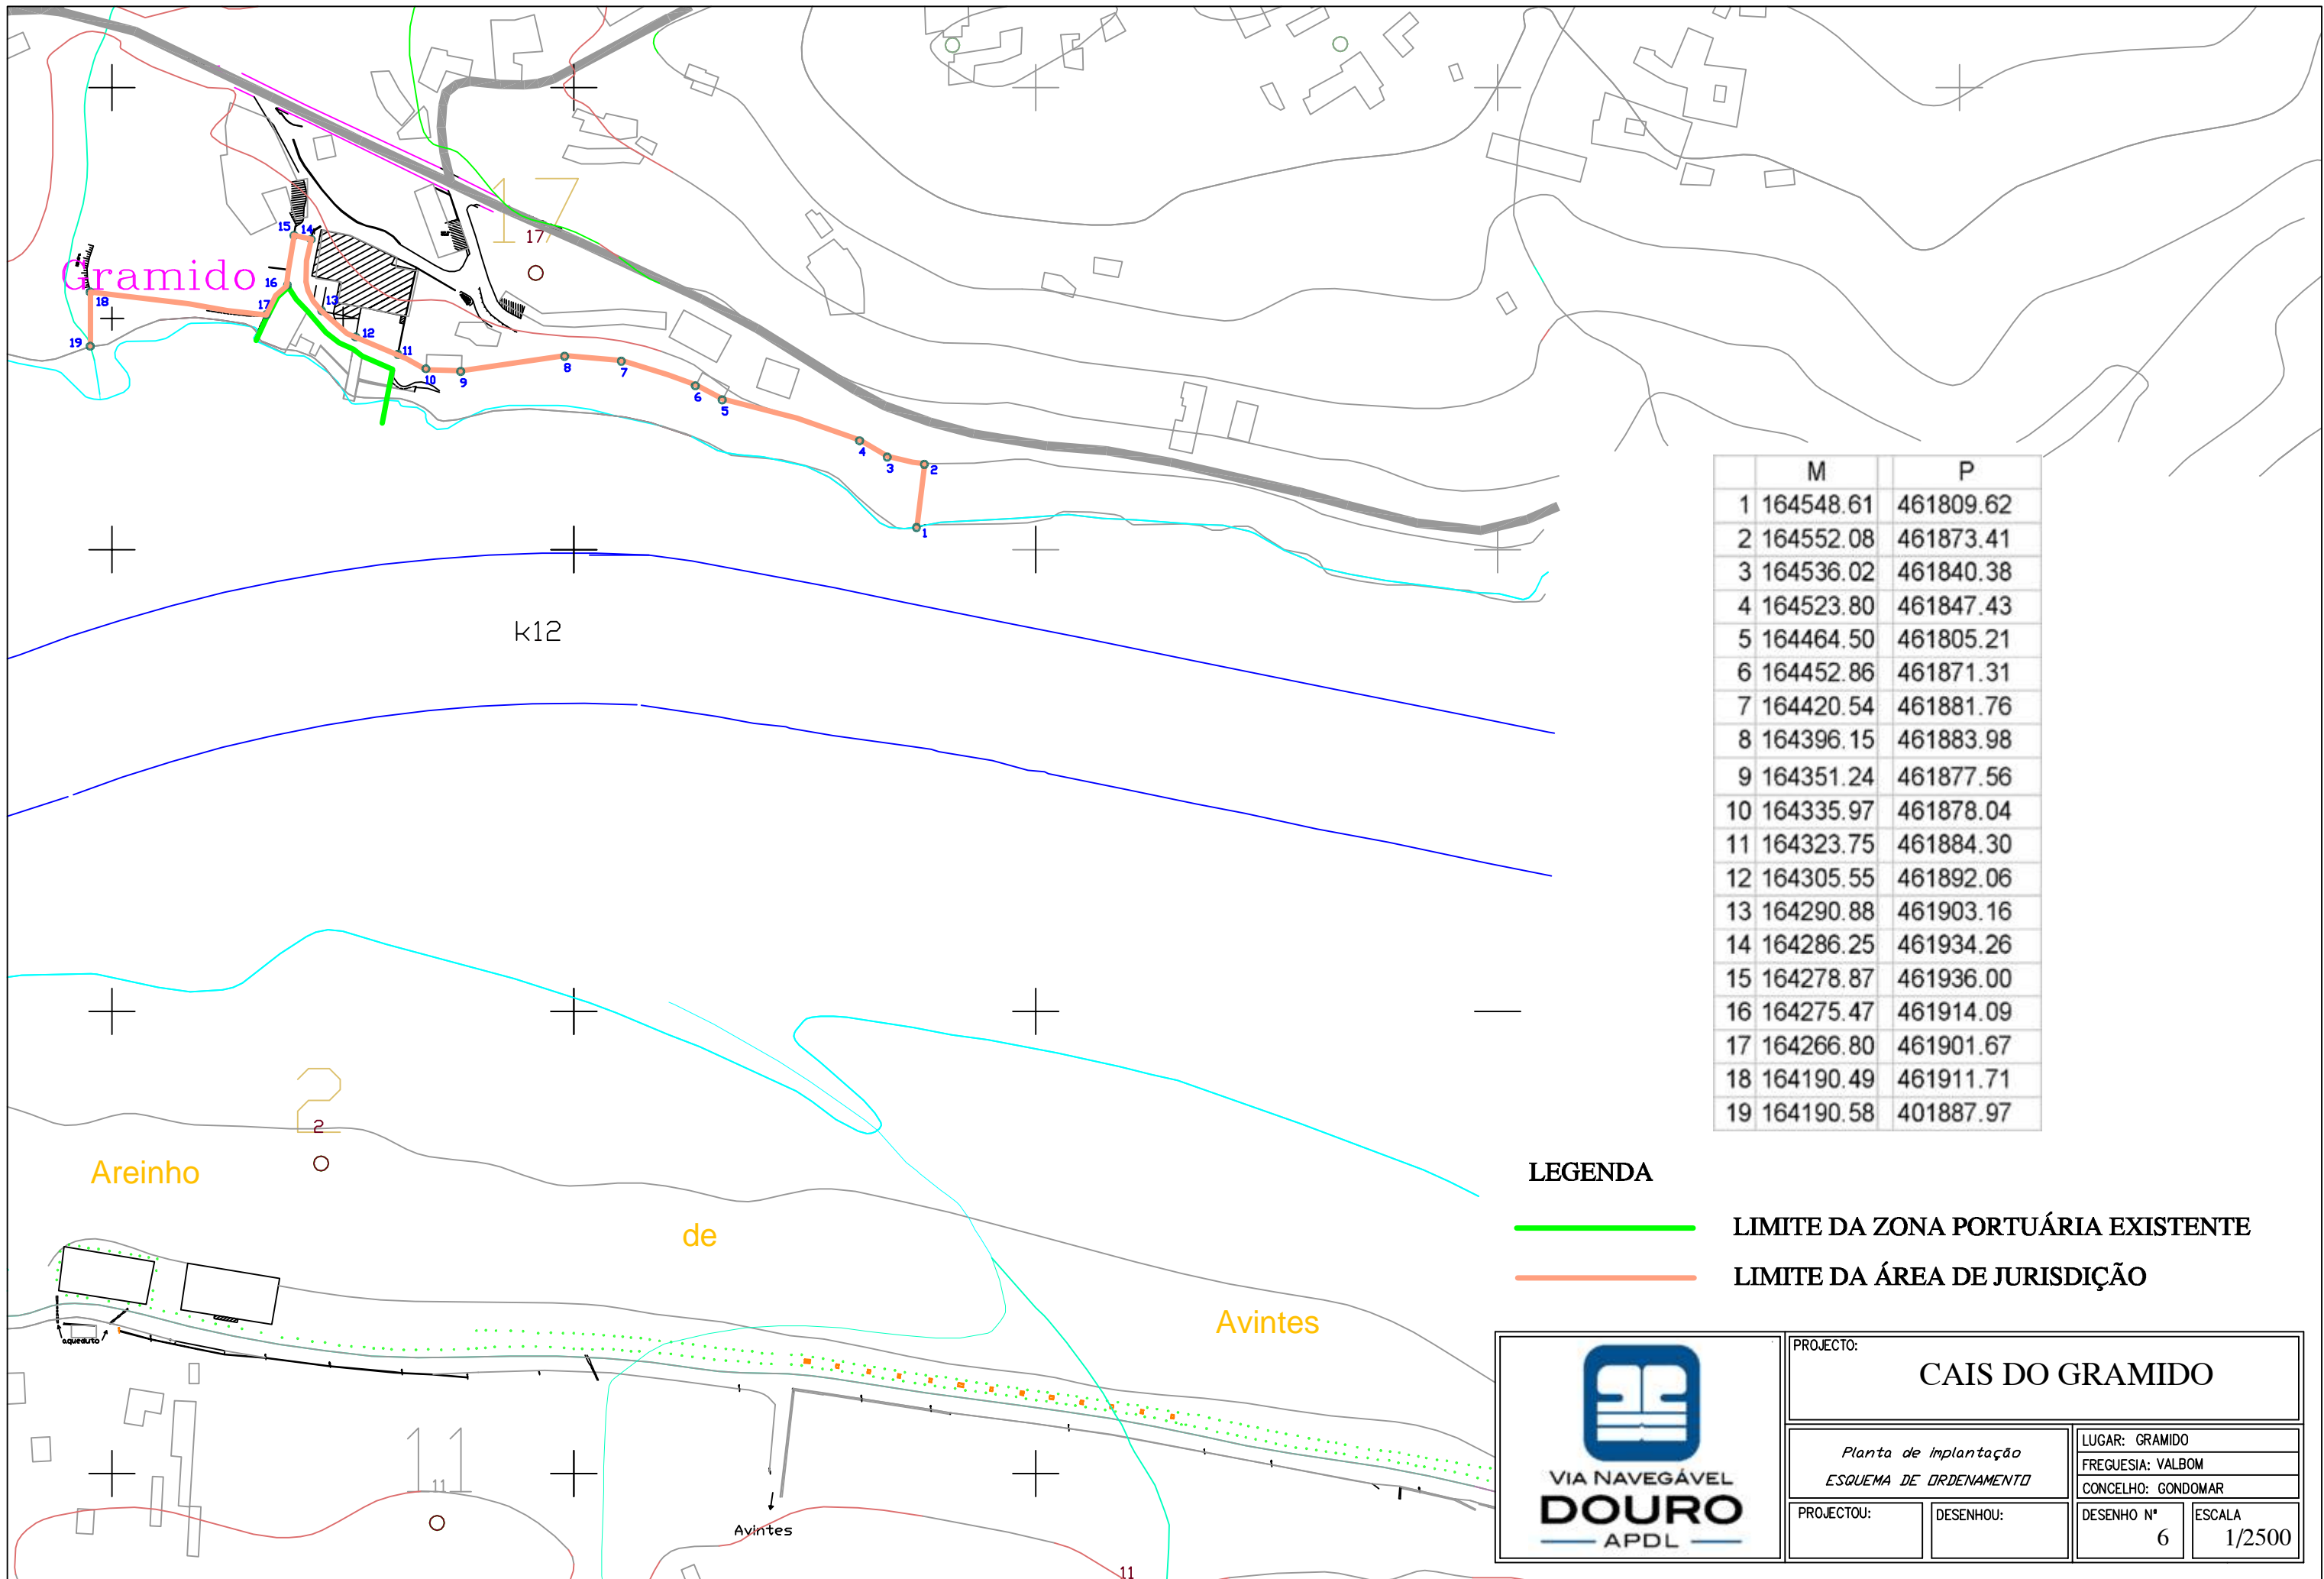 17
17
15
14
Gramido
16
18
13
17
12
19
11
10
9
8
7
6
5
4
3
2
1
k12
M P
1 164548.61 461809.62
2 164552.08 461873.41
3 164536.02 461840.38
4 164523.80 461847.43
5 164464.50 461805.21
6 164452.86 461871.31
7 164420.54 461881.76
8 164396.15 461883.98
9 164351.24 461877.56
10 164335.97 461878.04
11 164323.75 461884.30
12 164305.55 461892.06
13 164290.88 461903.16
14 164286.25 461934.26
15 164278.87 461936.00
16 164275.47 461914.09
17 164266.80 461901.67
18 164190.49 461911.71
19 164190.58 401887.97
2
2
Areinho
de
Avintes
aqueduto
11
11
Avintes
11
LEGENDA
LIMITE DA ZONA PORTUÁRIA EXISTENTE
LIMITE DA ÁREA DE JURISDIÇÃO
VIA NAVEGÁVEL
DOURO
APDL
PROJECTO:
CAIS DO GRAMIDO
Planta de implantação
ESQUEMA DE ORDENAMENTO
LUGAR: GRAMIDO
FREGUESIA: VALBOM
CONCELHO: GONDOMAR
PROJECTOU:
DESENHOU:
DESENHO Nº
6
ESCALA
1/2500